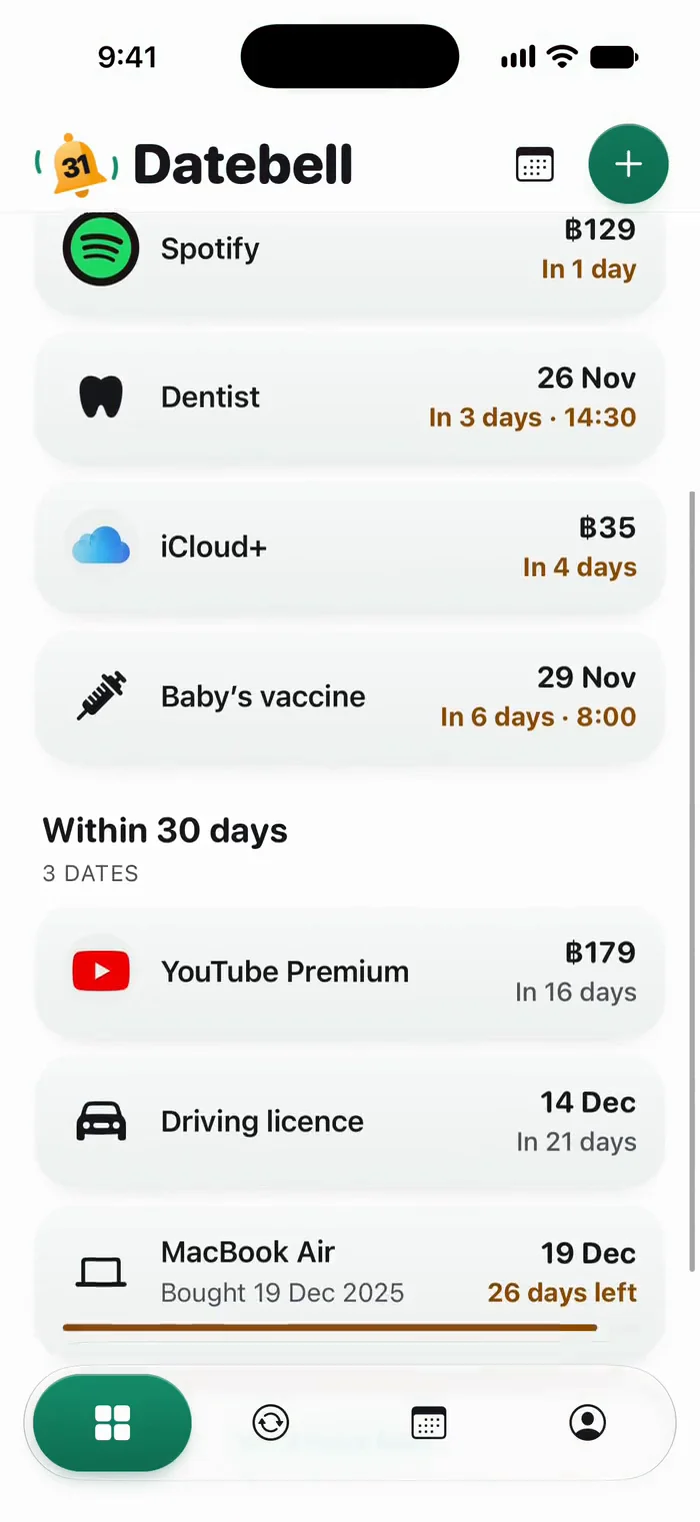 9:41
31 Datebell
Spotify
฿129
In 1 day
Dentist
26 Nov
In 3 days · 14:30
iCloud+
฿35
In 4 days
Baby’s vaccine
29 Nov
In 6 days · 8:00
Within 30 days
3 DATES
YouTube Premium
฿179
In 16 days
Driving licence
14 Dec
In 21 days
MacBook Air
19 Dec
Bought 19 Dec 2025
26 days left